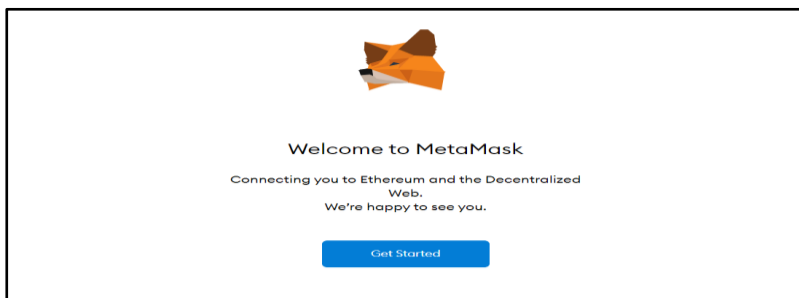 Welcome to MetaMask
Connecting you to Ethereum and the Decentralized
Web.
We're happy to see you.
Get Started